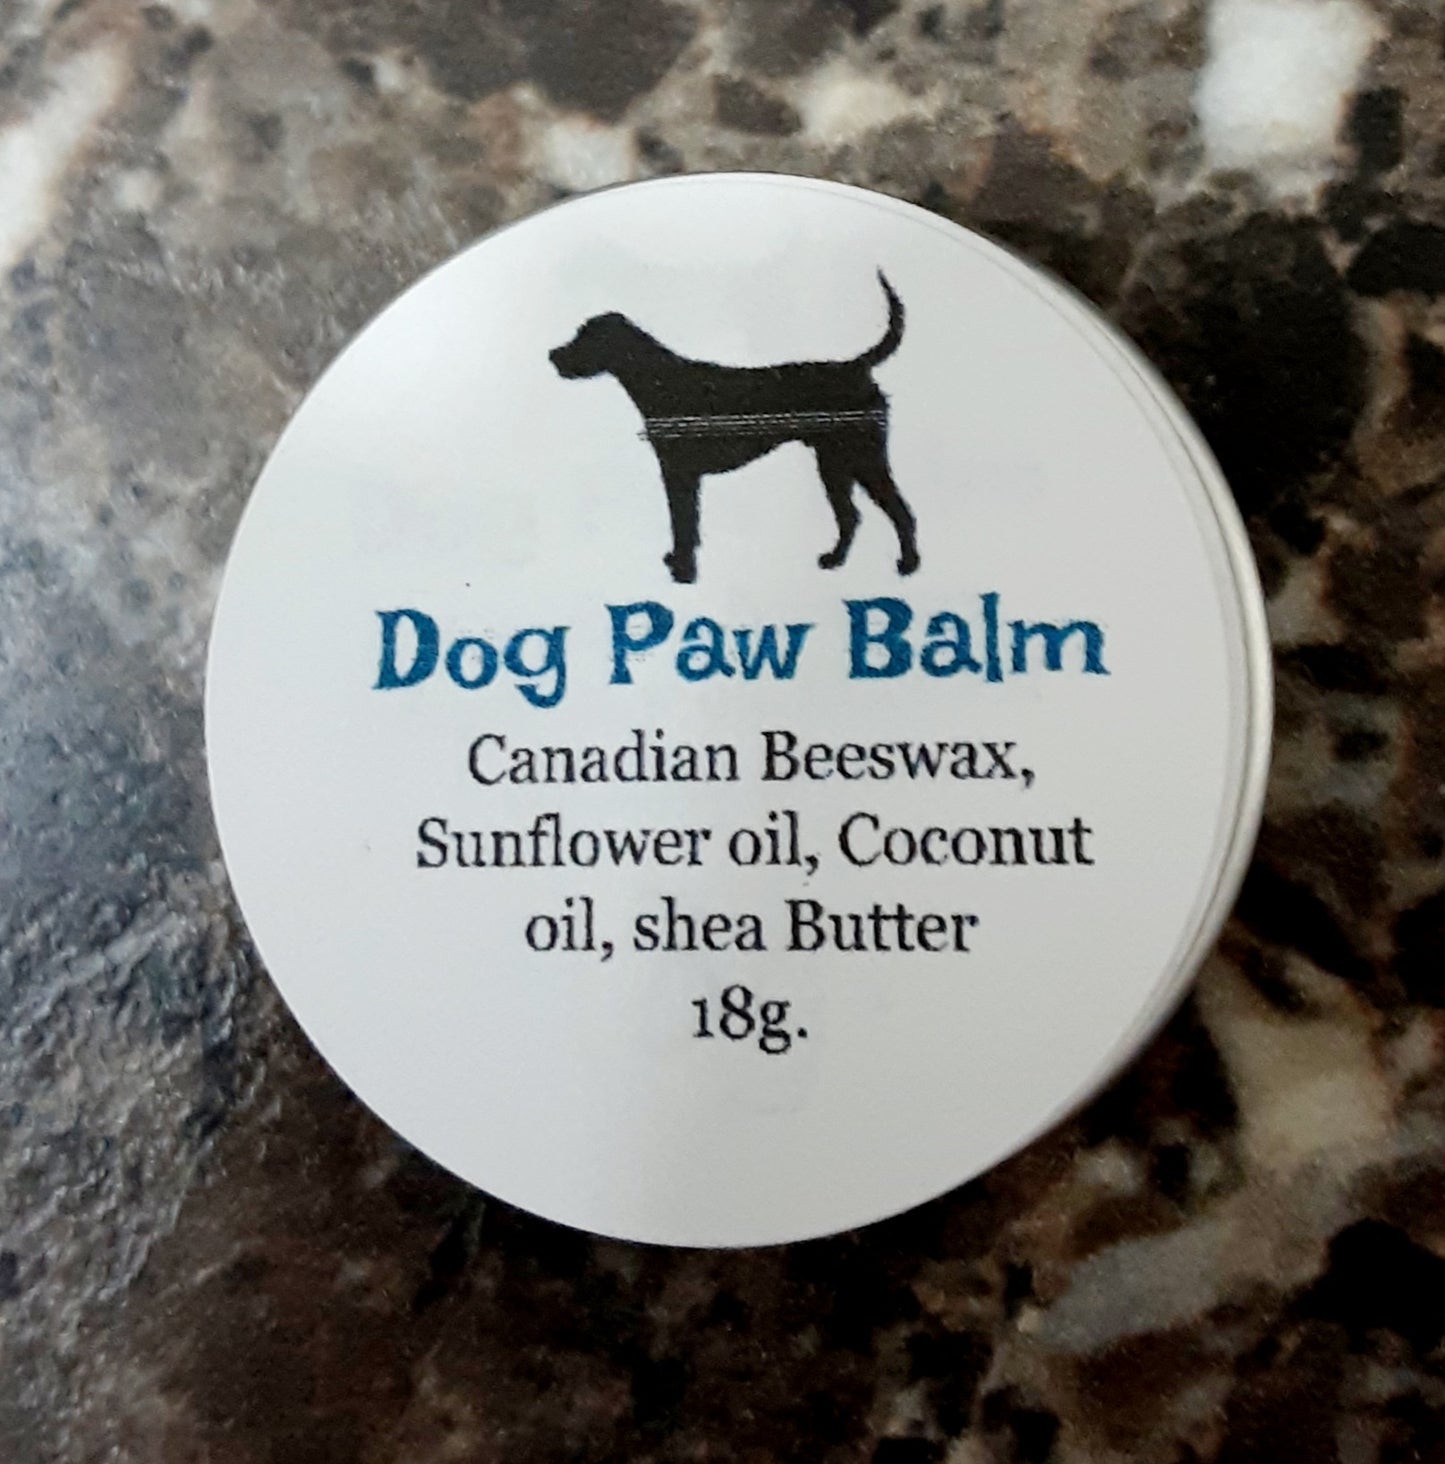 Dog Paw Balm
Canadian Beeswax,
Sunflower oil, Coconut
oil, shea Butter
18g.